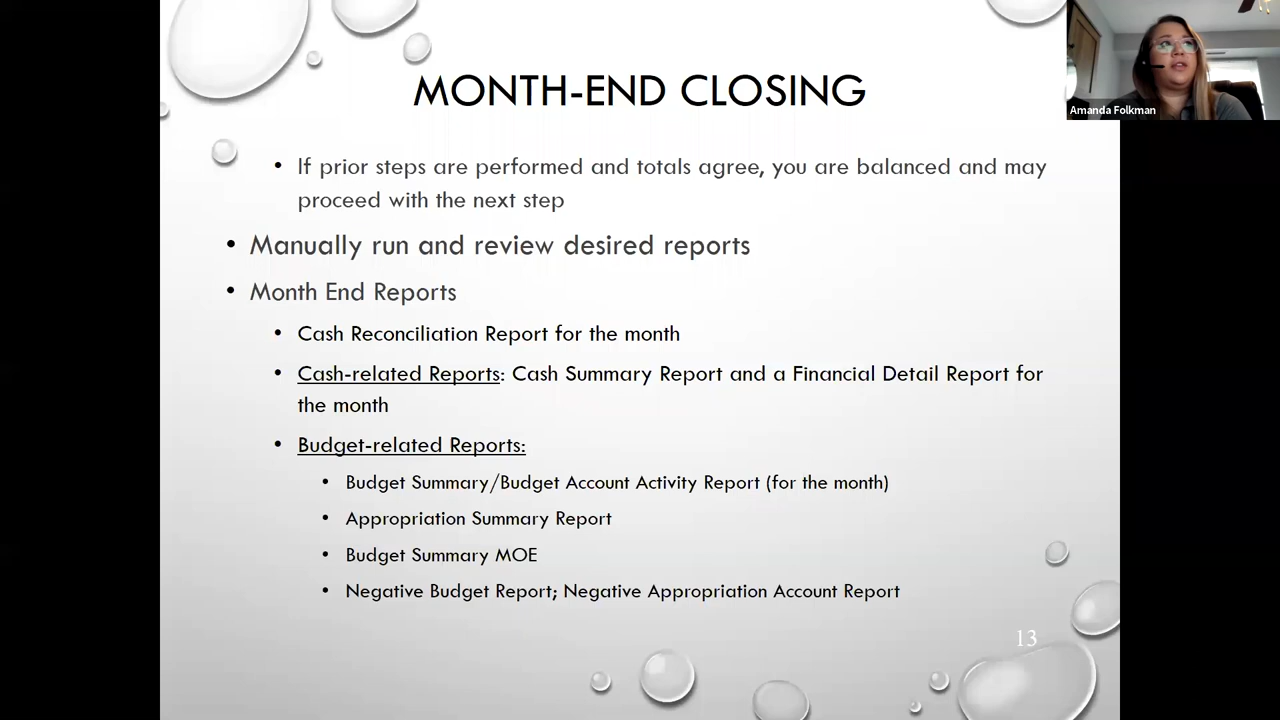 MONTH-END CLOSING
Amanda Folkman
• If prior steps are performed and totals agree, you are balanced and may
proceed with the next step
• Manually run and review desired reports
• Month End Reports
• Cash Reconciliation Report for the month
• Cash-related Reports: Cash Summary Report and a Financial Detail Report for
the month
• Budget-related Reports:
• Budget Summary/Budget Account Activity Report (for the month)
• Appropriation Summary Report
• Budget Summary MOE
• Negative Budget Report; Negative Appropriation Account Report
13